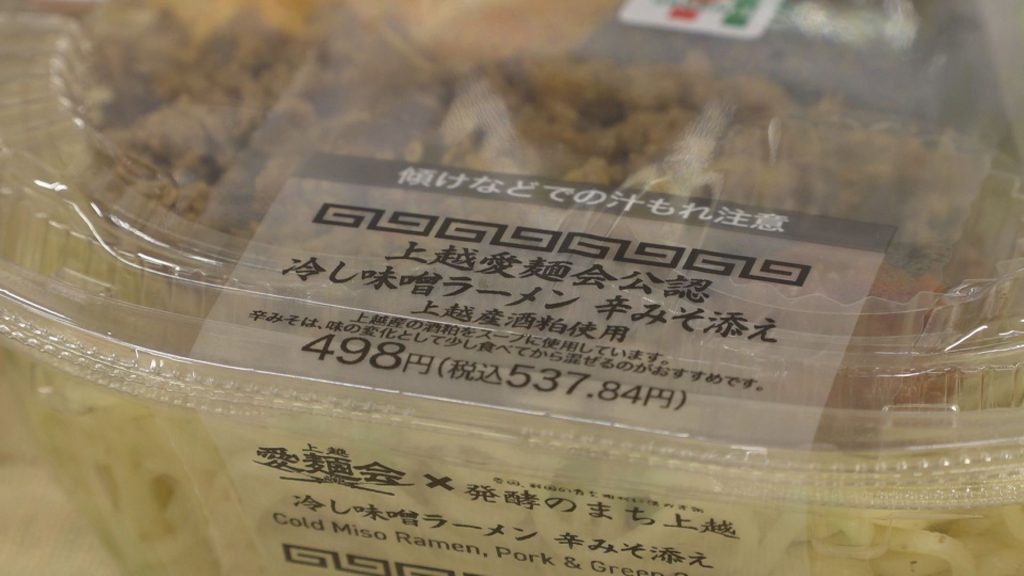 傾けなどでの汁もれ注意
上越愛麺会公認
冷し味噌ラーメン 辛みそ添え
上越産酒粕使用
上越産の酒粕をスープに使用しています。
辛みそは、味の変化として少し食べてから混ぜるのがおすすめです。
498円(税込537.84円)
上越
愛麺会 × 発酵のまち上越
冷し味噌ラーメン 辛みそ添え
Cold Miso Ramen, Pork & Green